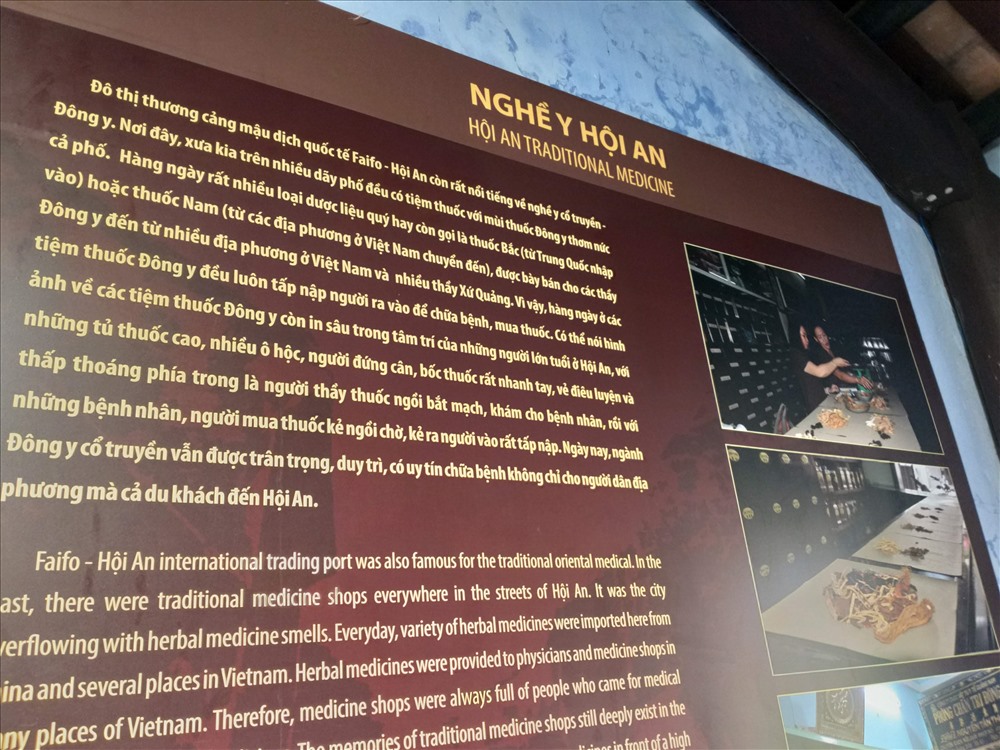 NGHỀ Y HỘI AN
HỘI AN TRADITIONAL MEDICINE
Đô thị thương cảng mậu dịch quốc tế Faifo - Hội An còn rất nổi tiếng về nghề y cổ truyền -
Đông y. Nơi đây, xưa kia trên nhiều dãy phố đều có tiệm thuốc với mùi thuốc Đông y thơm nức
cả phố. Hàng ngày rất nhiều loại dược liệu quý hay còn gọi là thuốc Bắc (từ Trung Quốc nhập
vào) hoặc thuốc Nam (từ các địa phương ở Việt Nam chuyển đến), được bày bán cho các thầy
Đông y đến từ nhiều địa phương ở Việt Nam và nhiều thầy Xứ Quảng. Vì vậy, hàng ngày ở các
tiệm thuốc Đông y đều luôn tấp nập người ra vào để chữa bệnh, mua thuốc. Có thể nói hình
ảnh về các tiệm thuốc Đông y còn in sâu trong tâm trí của những người lớn tuổi ở Hội An, với
những tủ thuốc cao, nhiều ô hộc, người đứng cân, bốc thuốc rất nhanh tay, vẻ điều luyện và
thấp thoáng phía trong là người thầy thuốc ngồi bắt mạch, khám cho bệnh nhân, rồi với
những bệnh nhân, người mua thuốc kẻ ngồi chờ, kẻ ra người vào rất tấp nập. Ngày nay, ngành
Đông y cổ truyền vẫn được trân trọng, duy trì, có uy tín chữa bệnh không chỉ cho người dân địa
phương mà cả du khách đến Hội An.
Faifo - Hội An international trading port was also famous for the traditional oriental medical. In the
ast, there were traditional medicine shops everywhere in the streets of Hội An. It was the city
verflowing with herbal medicine smells. Everyday, variety of herbal medicines were imported here from
ina and several places in Vietnam. Herbal medicines were provided to physicians and medicine shops in
ny places of Vietnam. Therefore, medicine shops were always full of people who came for medical
The memories of traditional medicine shops still deeply exist in the
in front of a high